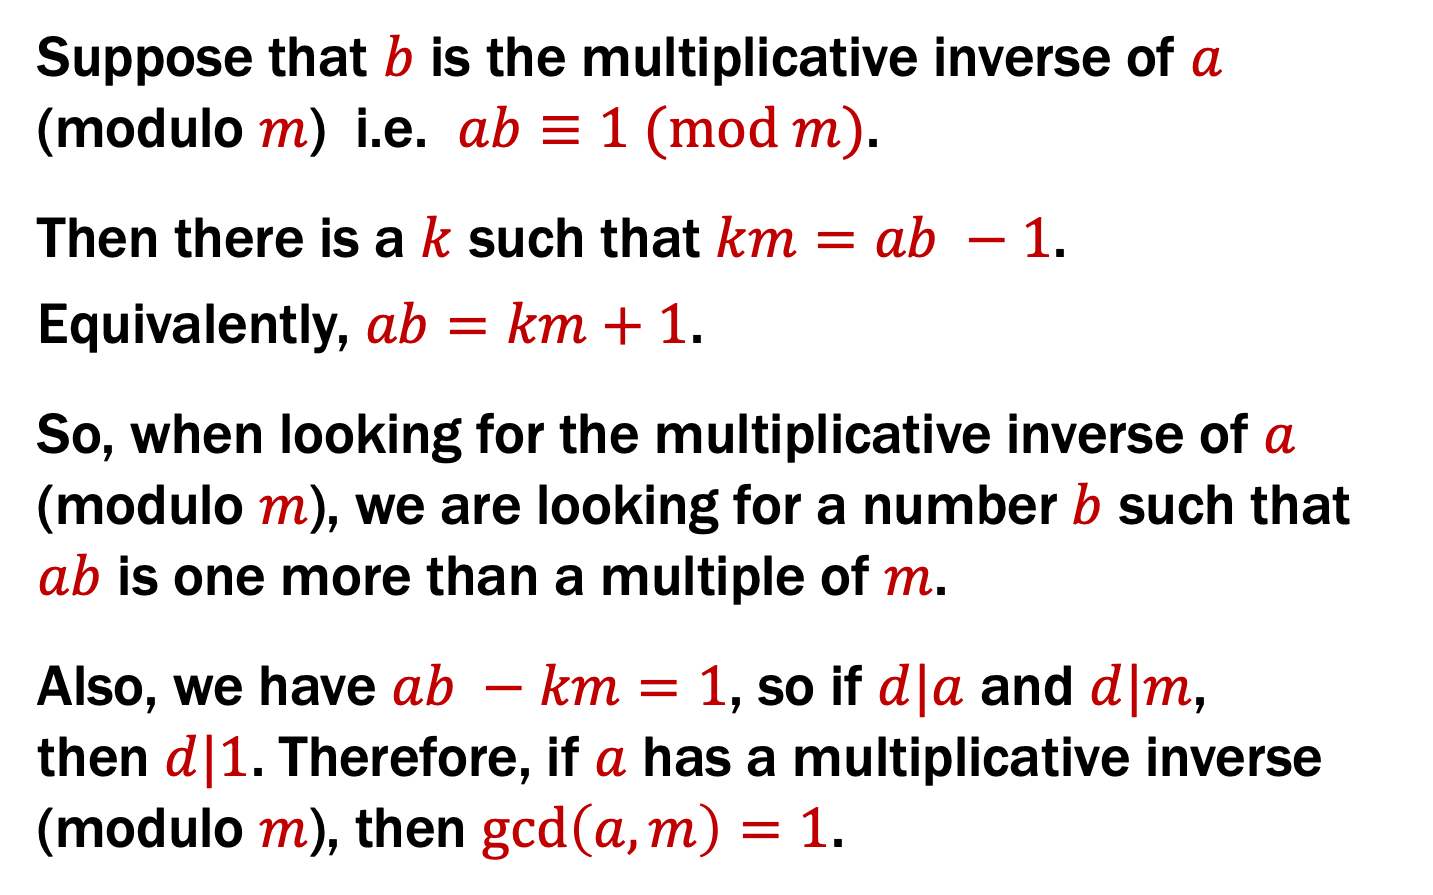 Suppose that b is the multiplicative inverse of a
(modulo m) i.e. ab ≡ 1 (mod m).
Then there is a k such that km = ab − 1.
Equivalently, ab = km + 1.
So, when looking for the multiplicative inverse of a
(modulo m), we are looking for a number b such that
ab is one more than a multiple of m.
Also, we have ab − km = 1, so if d|a and d|m,
then d|1. Therefore, if a has a multiplicative inverse
(modulo m), then gcd(a, m) = 1.